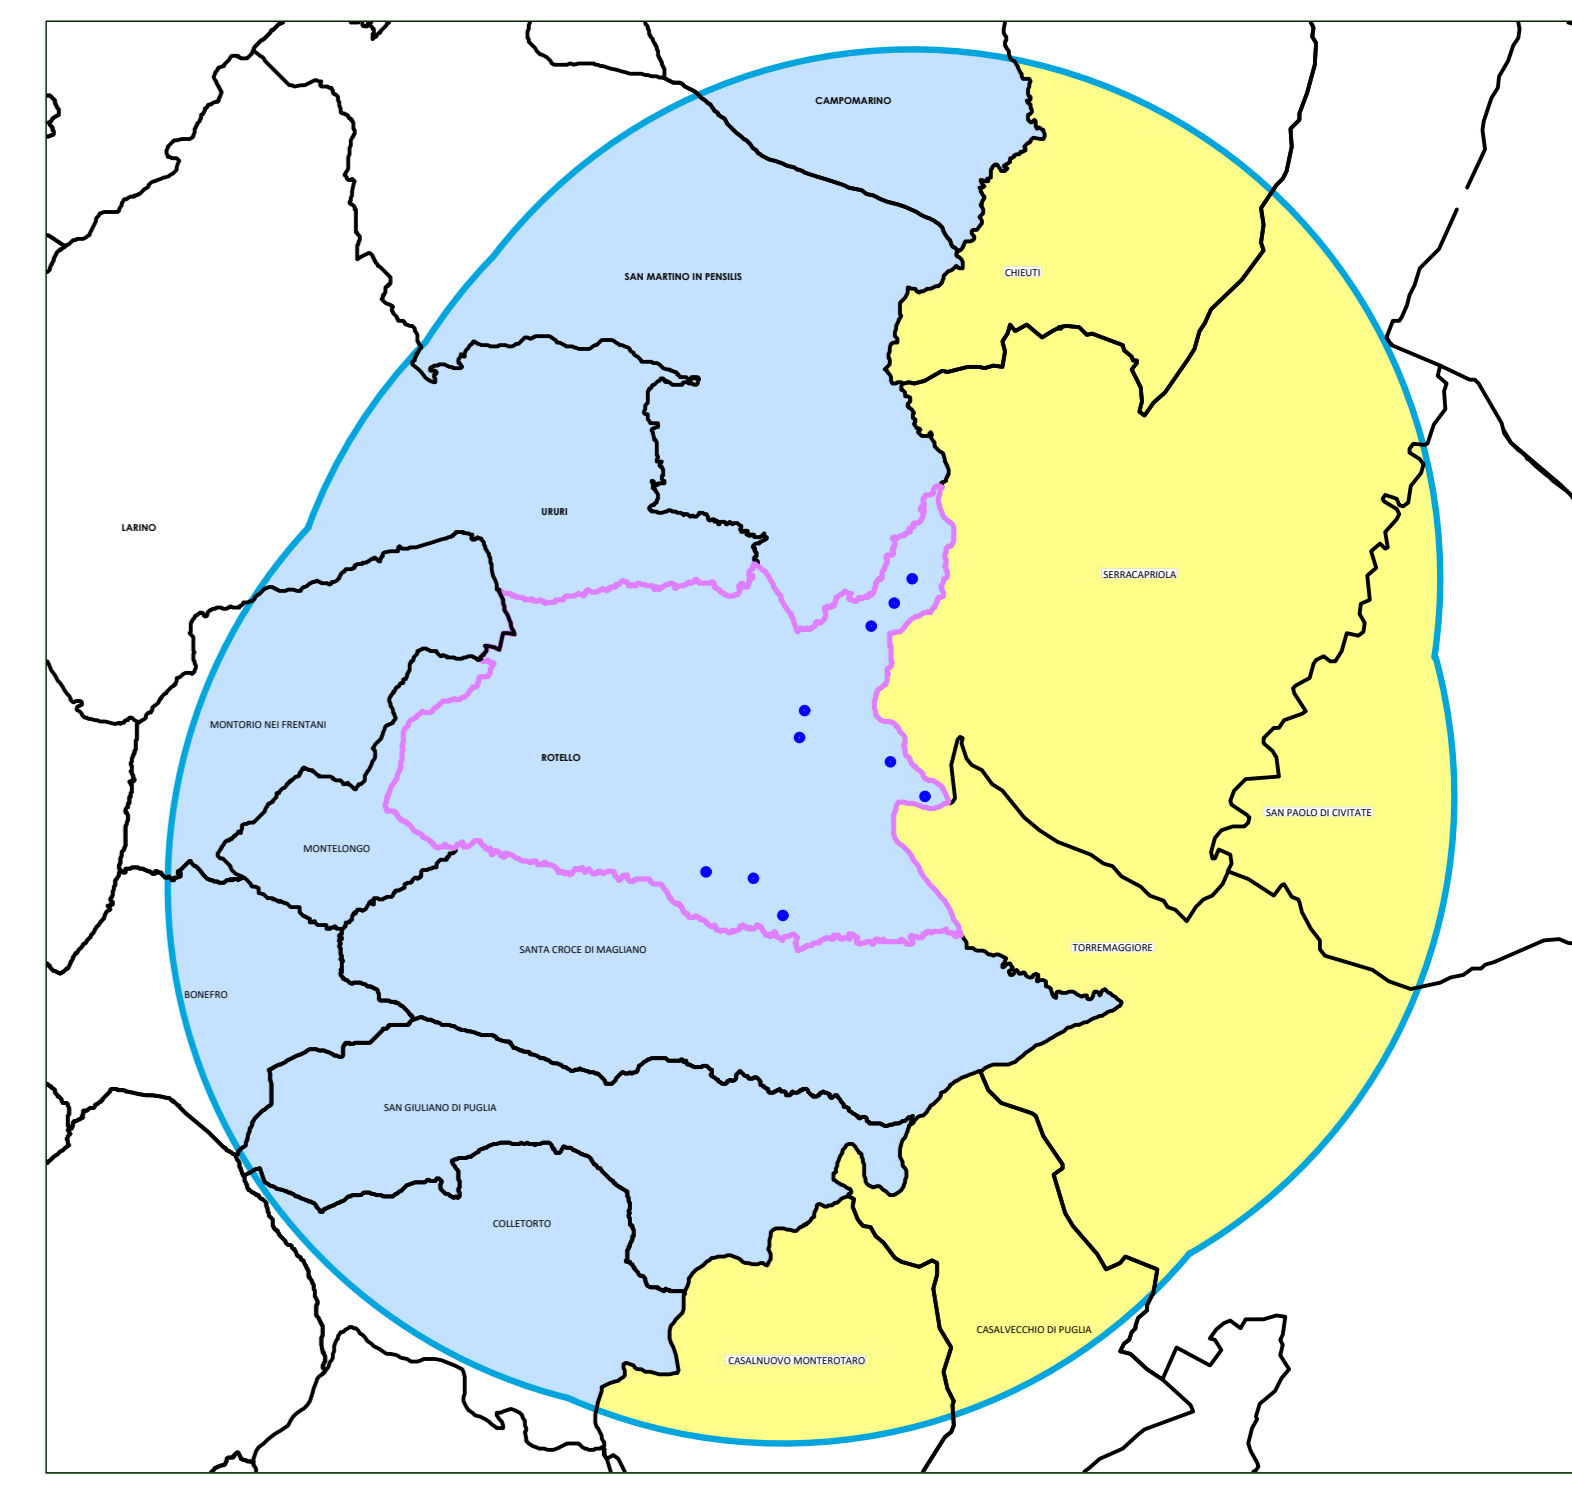 CAMPOMARINO
CHIEUTI
SAN MARTINO IN PENSILIS
URURI
LARINO
SERRACAPRIOLA
MONTORIO NEI FRENTANI
ROTELLO
SAN PAOLO DI CIVITATE
MONTELONGO
TORREMAGGIORE
SANTA CROCE DI MAGLIANO
BONEFRO
SAN GIULIANO DI PUGLIA
COLLETORTO
CASALVECCHIO DI PUGLIA
CASALNUOVO MONTEROTARO